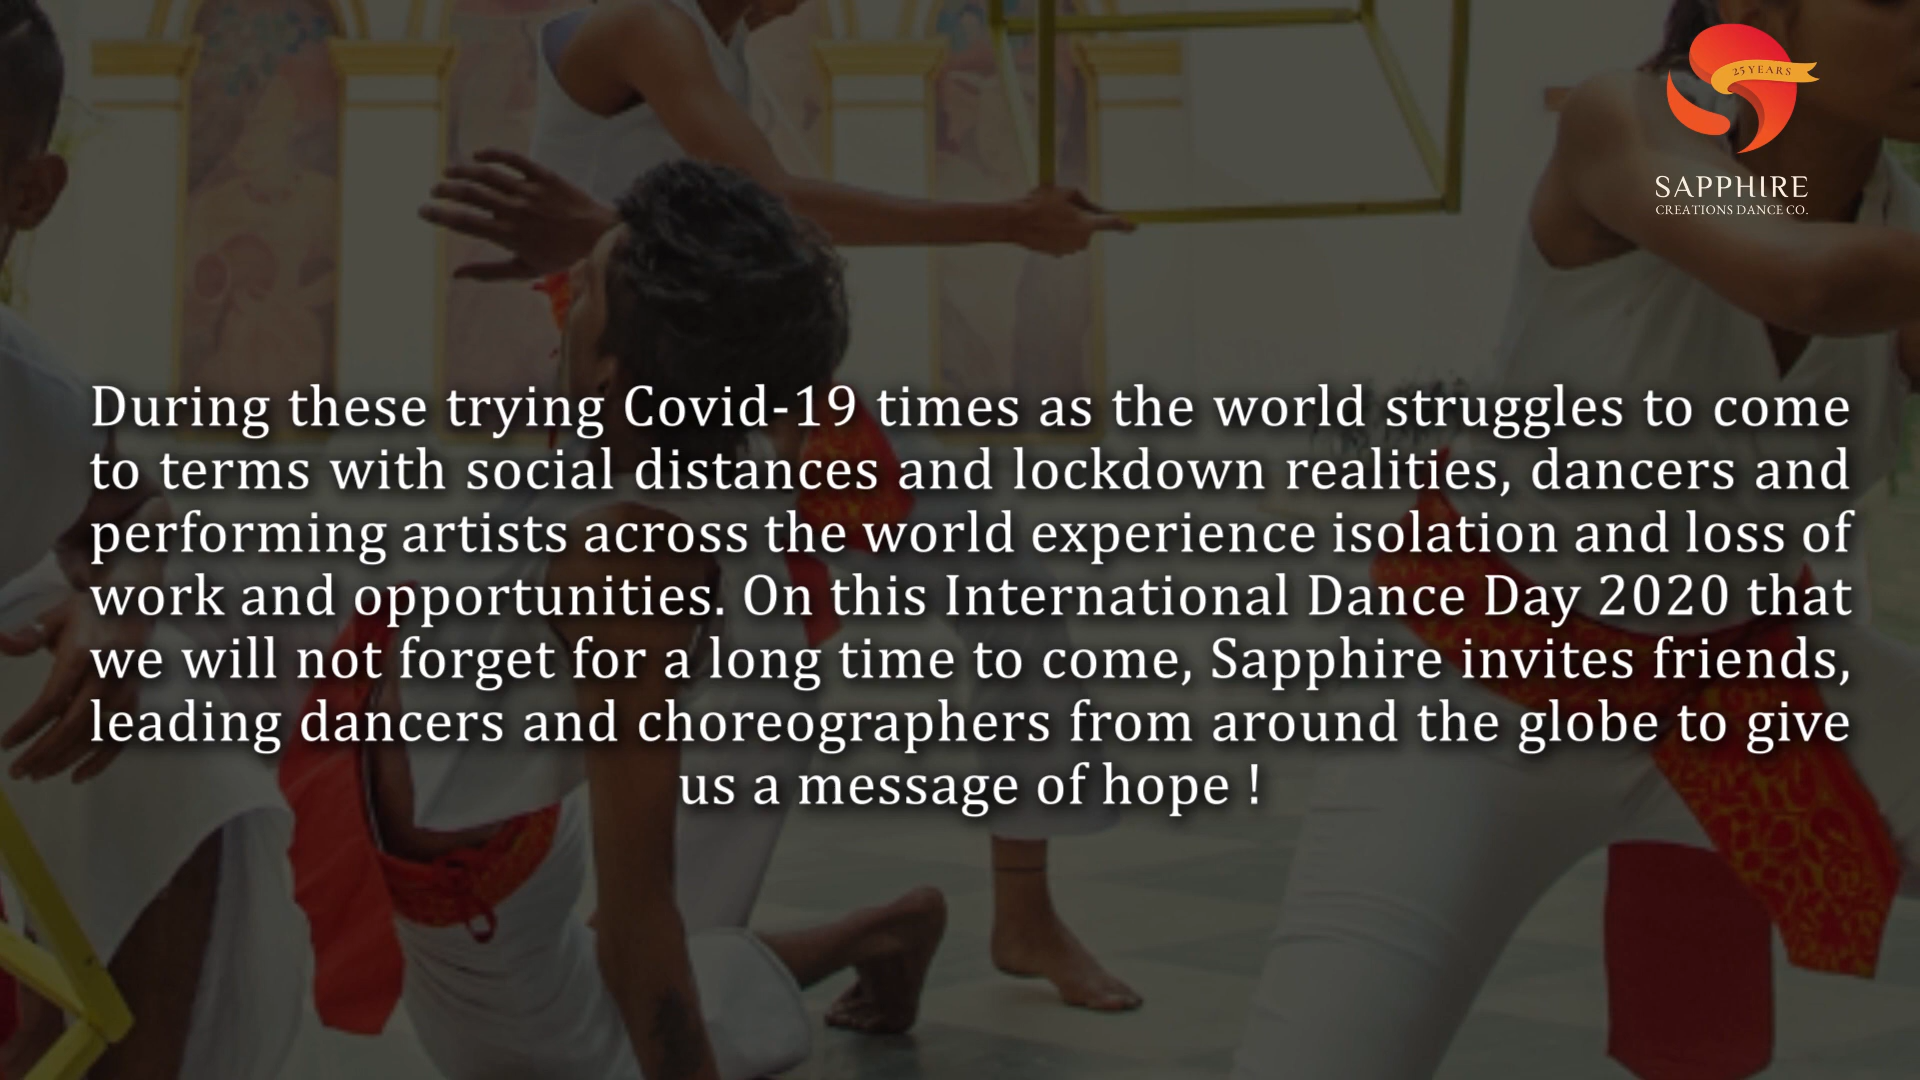 25 YEARS
SAPPHIRE
CREATIONS DANCE CO.
During these trying Covid-19 times as the world struggles to come
to terms with social distances and lockdown realities, dancers and
performing artists across the world experience isolation and loss of
work and opportunities. On this International Dance Day 2020 that
we will not forget for a long time to come, Sapphire invites friends,
leading dancers and choreographers from around the globe to give
us a message of hope !